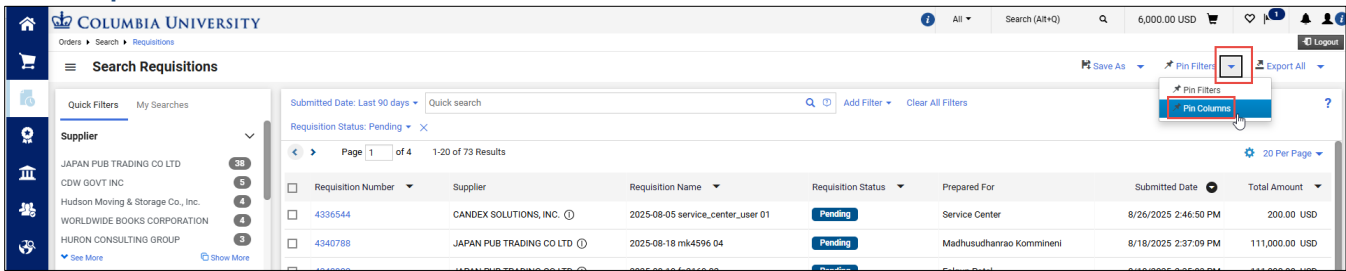 COLUMBIA UNIVERSITY
All
Search (Alt+Q)
6,000.00 USD
1
Orders Search Requisitions
Logout
Search Requisitions
Save As
Pin Filters
Export All
Pin Filters
Pin Columns
?
Quick Filters My Searches
Submitted Date: Last 90 days Quick search
Add Filter Clear All Filters
Requisition Status: Pending
Supplier
Page 1 of 4 1-20 of 73 Results
20 Per Page
JAPAN PUB TRADING CO LTD 38
CDW GOVT INC 5
Hudson Moving & Storage Co., Inc. 4
WORLDWIDE BOOKS CORPORATION 4
HURON CONSULTING GROUP 3
See More Show More
Requisition Number Supplier Requisition Name Requisition Status Prepared For Submitted Date Total Amount
4336544 CANDEX SOLUTIONS, INC. 2025-08-05 service_center_user 01 Pending Service Center 8/26/2025 2:46:50 PM 200.00 USD
4340788 JAPAN PUB TRADING CO LTD 2025-08-18 mk4596 04 Pending Madhusudhanrao Kommineni 8/18/2025 2:37:09 PM 111,000.00 USD